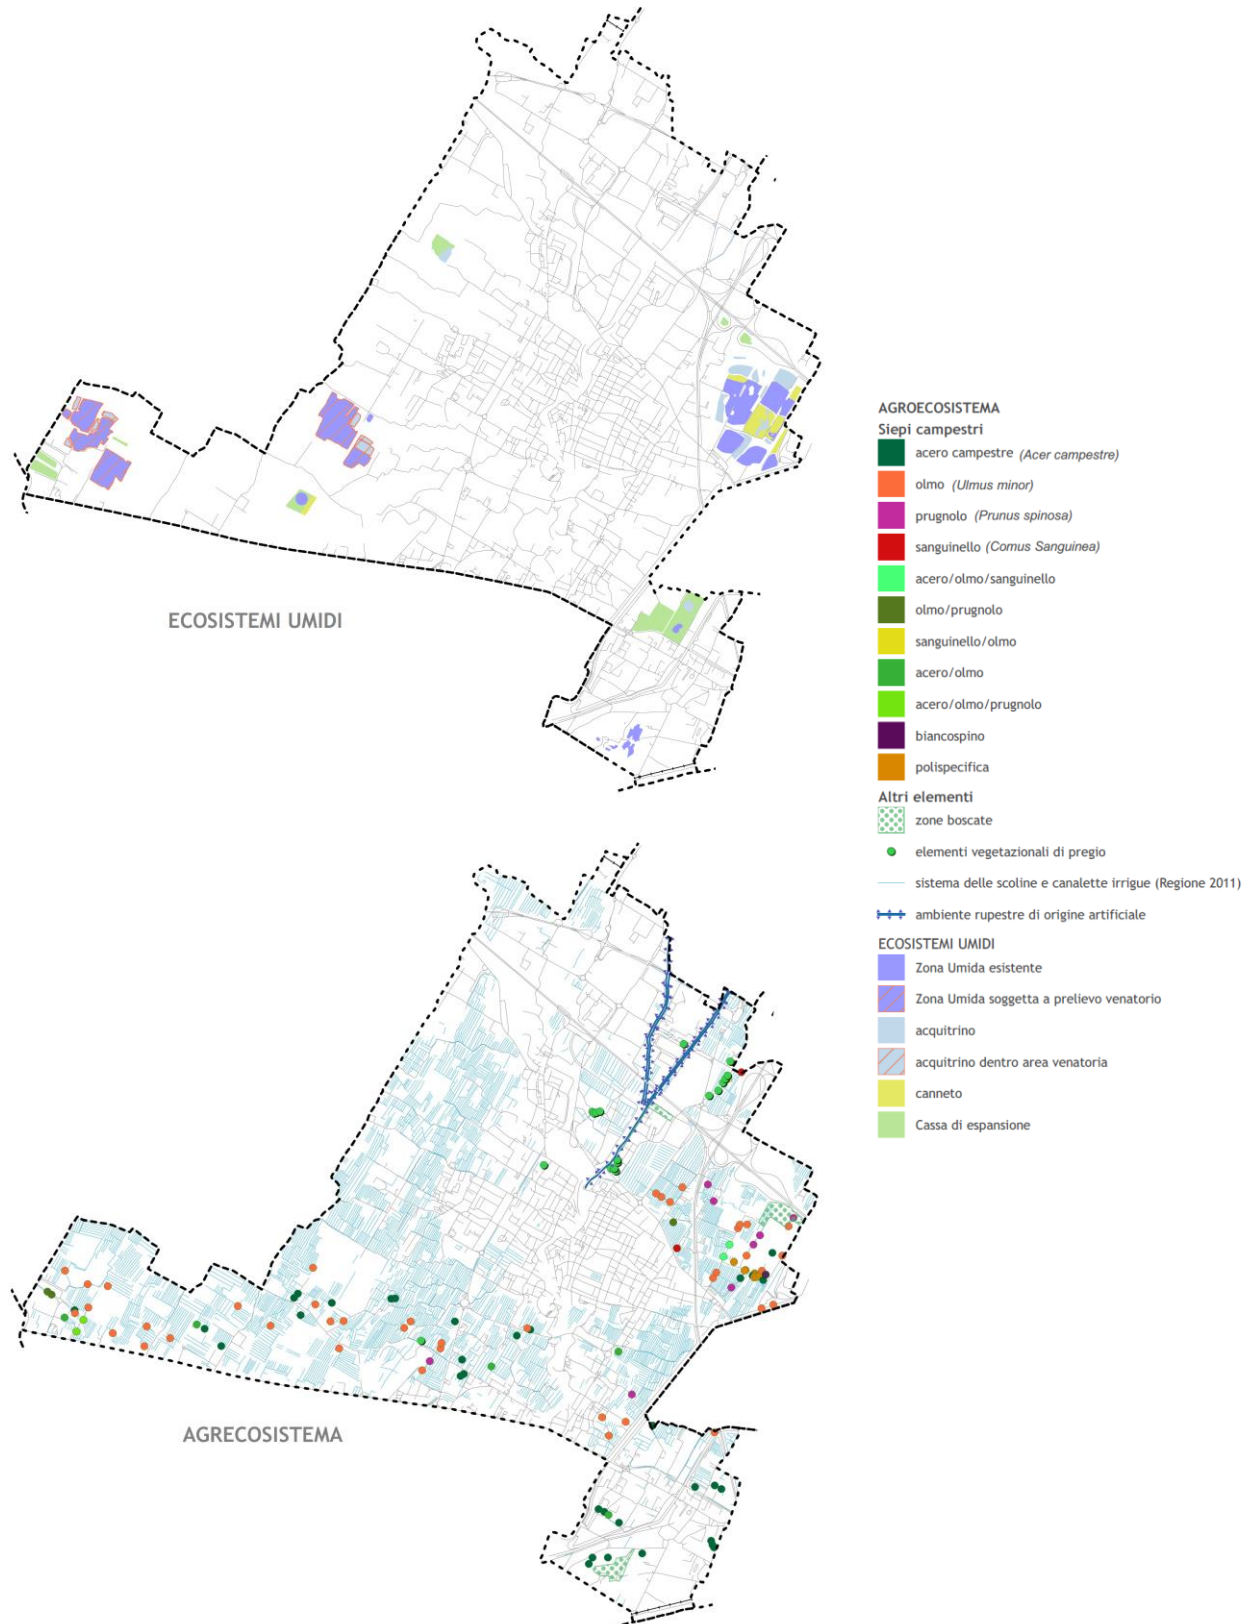 ECOSISTEMI UMIDI
AGRECOSISTEMA
AGROECOSISTEMA
Siepi campestri
acero campestre (Acer campestre)
olmo (Ulmus minor)
prugnolo (Prunus spinosa)
sanguinello (Cornus Sanguinea)
acero/olmo/sanguinello
olmo/prugnolo
sanguinello/olmo
acero/olmo
acero/olmo/prugnolo
biancospino
polispecifica
Altri elementi
zone boscate
elementi vegetazionali di pregio
sistema delle scoline e canalette irrigue (Regione 2011)
ambiente rupestre di origine artificiale
ECOSISTEMI UMIDI
Zona Umida esistente
Zona Umida soggetta a prelievo venatorio
acquitrino
acquitrino dentro area venatoria
canneto
Cassa di espansione